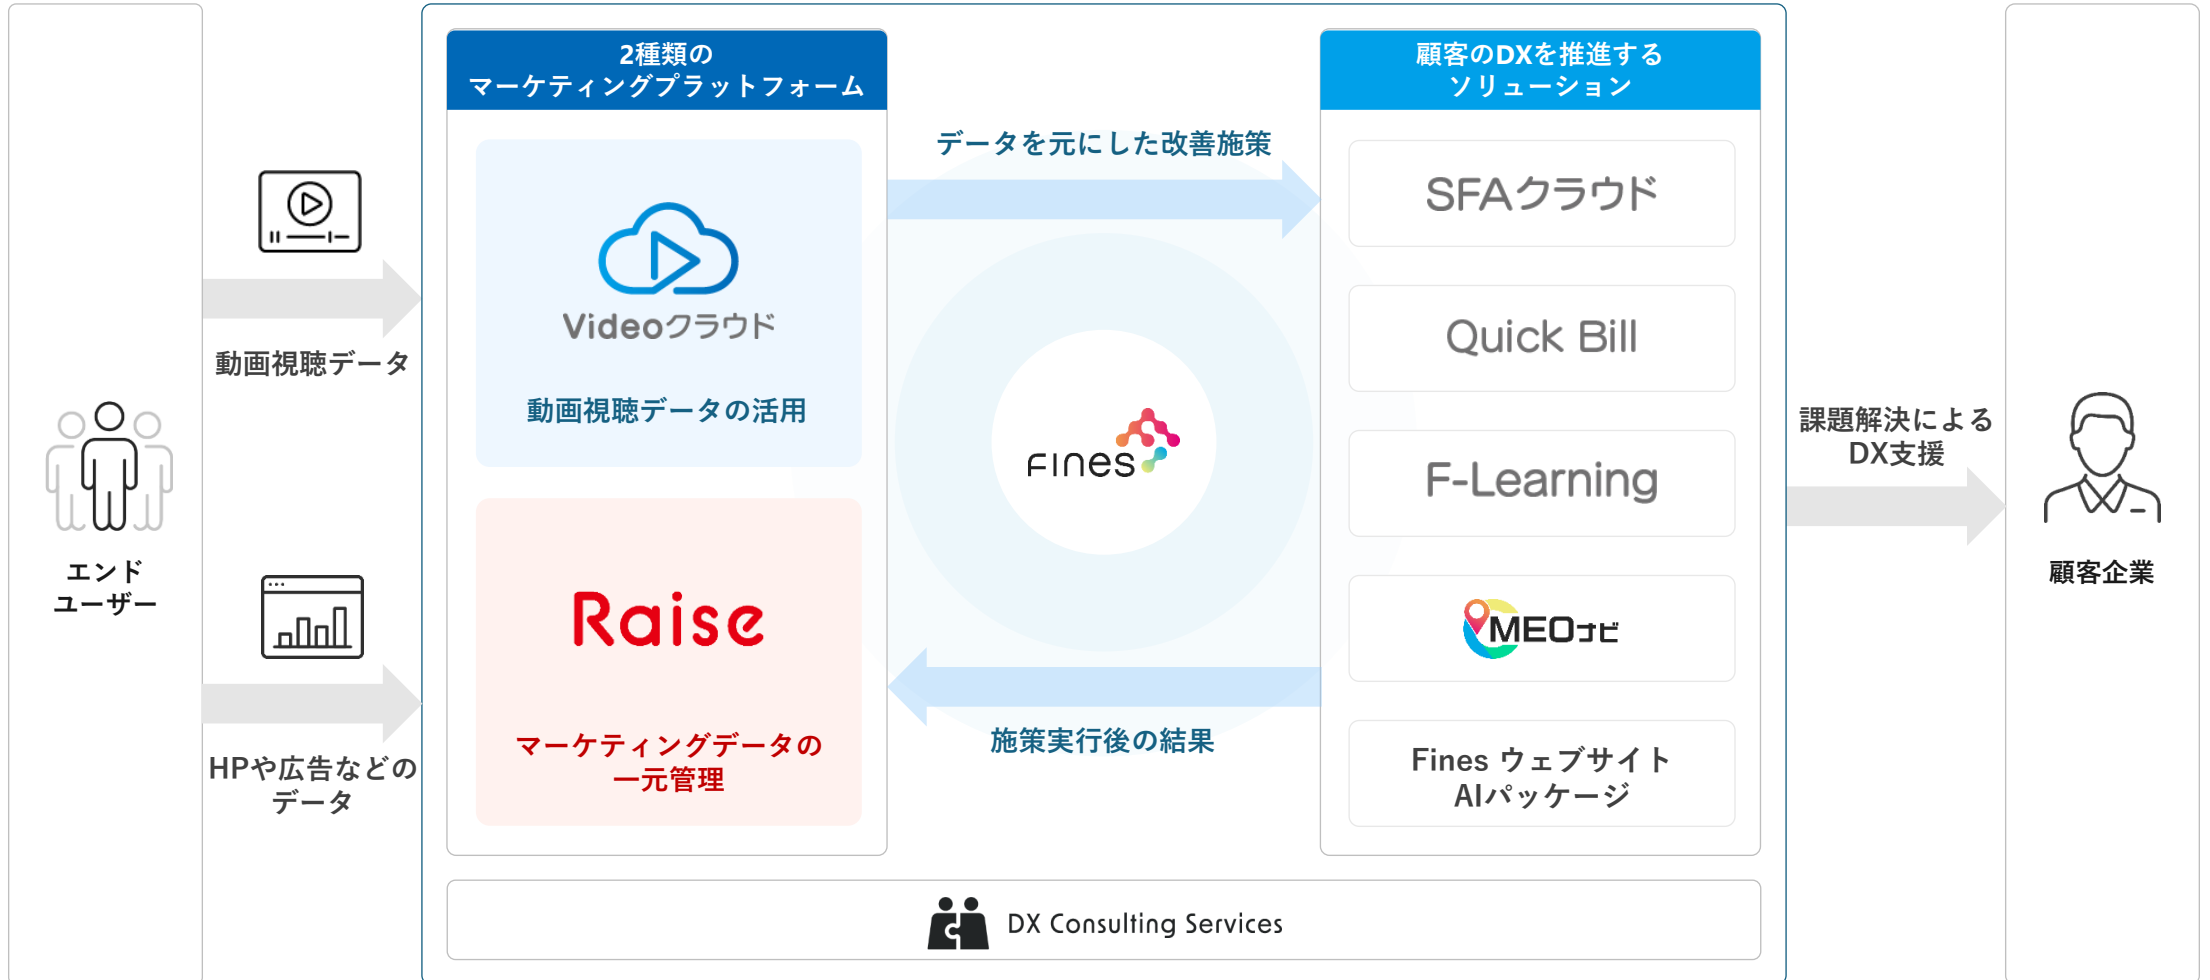 エンド
ユーザー
動画視聴データ
HPや広告などの
データ
2種類の
マーケティングプラットフォーム
Videoクラウド
動画視聴データの活用
Raise
マーケティングデータの
一元管理
データを元にした改善施策
FINES
施策実行後の結果
顧客のDXを推進する
ソリューション
SFAクラウド
Quick Bill
F-Learning
MEOナビ
Fines ウェブサイト
AIパッケージ
DX Consulting Services
課題解決による
DX支援
顧客企業